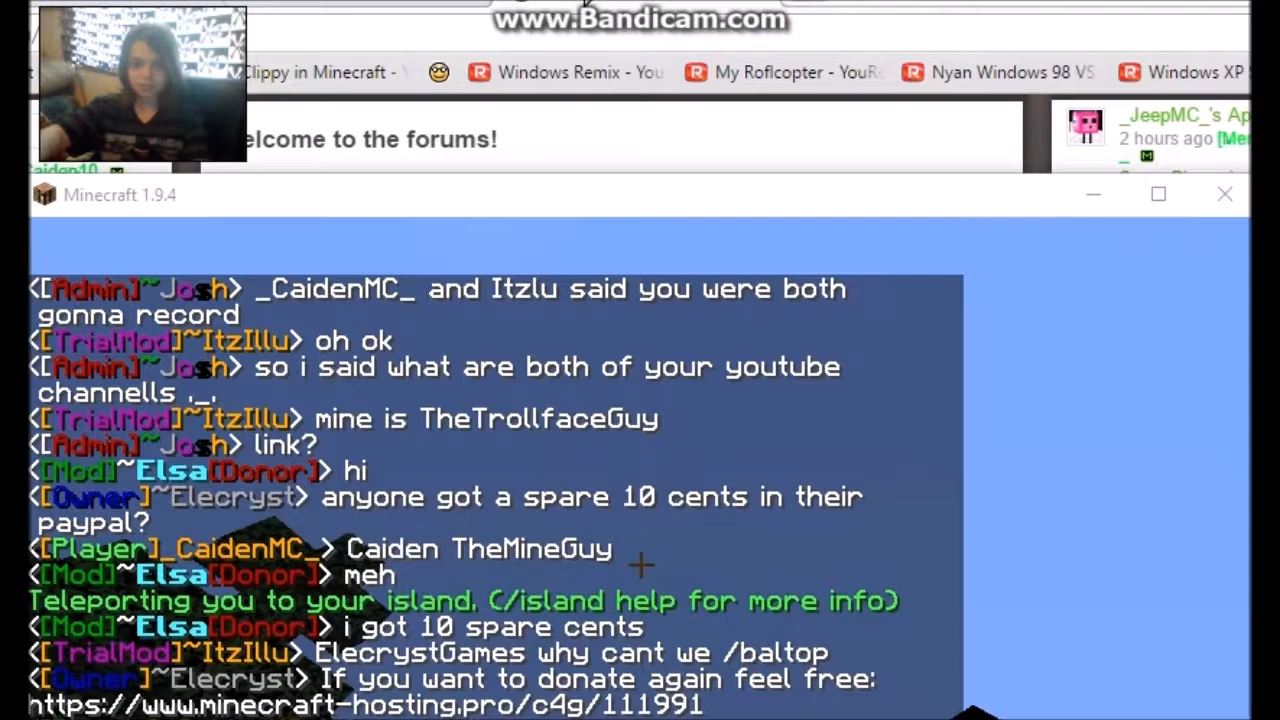 www.Bandicam.com
Clippy in Minecraft -
Windows Remix - You
My Roflcopter - YouR
Nyan Windows 98 VS
Windows XP
elcome to the forums!
_JeepMC_'s Ap
2 hours ago [Mer
Caiden10
Minecraft 1.9.4
<[Admin]~Josh> _CaidenMC_ and Itzlu said you were both
gonna record
<[TrialMod]~ItzIllu> oh ok
<[Admin]~Josh> so i said what are both of your youtube
channells ._.
<[TrialMod]~ItzIllu> mine is TheTrollfaceGuy
<[Admin]~Josh> link?
<[Mod]~Elsa[Donor]> hi
<[Owner]~Elecryst> anyone got a spare 10 cents in their
paypal?
<[Player]_CaidenMC_> Caiden TheMineGuy
<[Mod]~Elsa[Donor]> meh
Teleporting you to your island. (/island help for more info)
<[Mod]~Elsa[Donor]> i got 10 spare cents
<[TrialMod]~ItzIllu> ElecrystGames why cant we /baltop
<[Owner]~Elecryst> If you want to donate again feel free:
https://www.minecraft-hosting.pro/c4g/111991